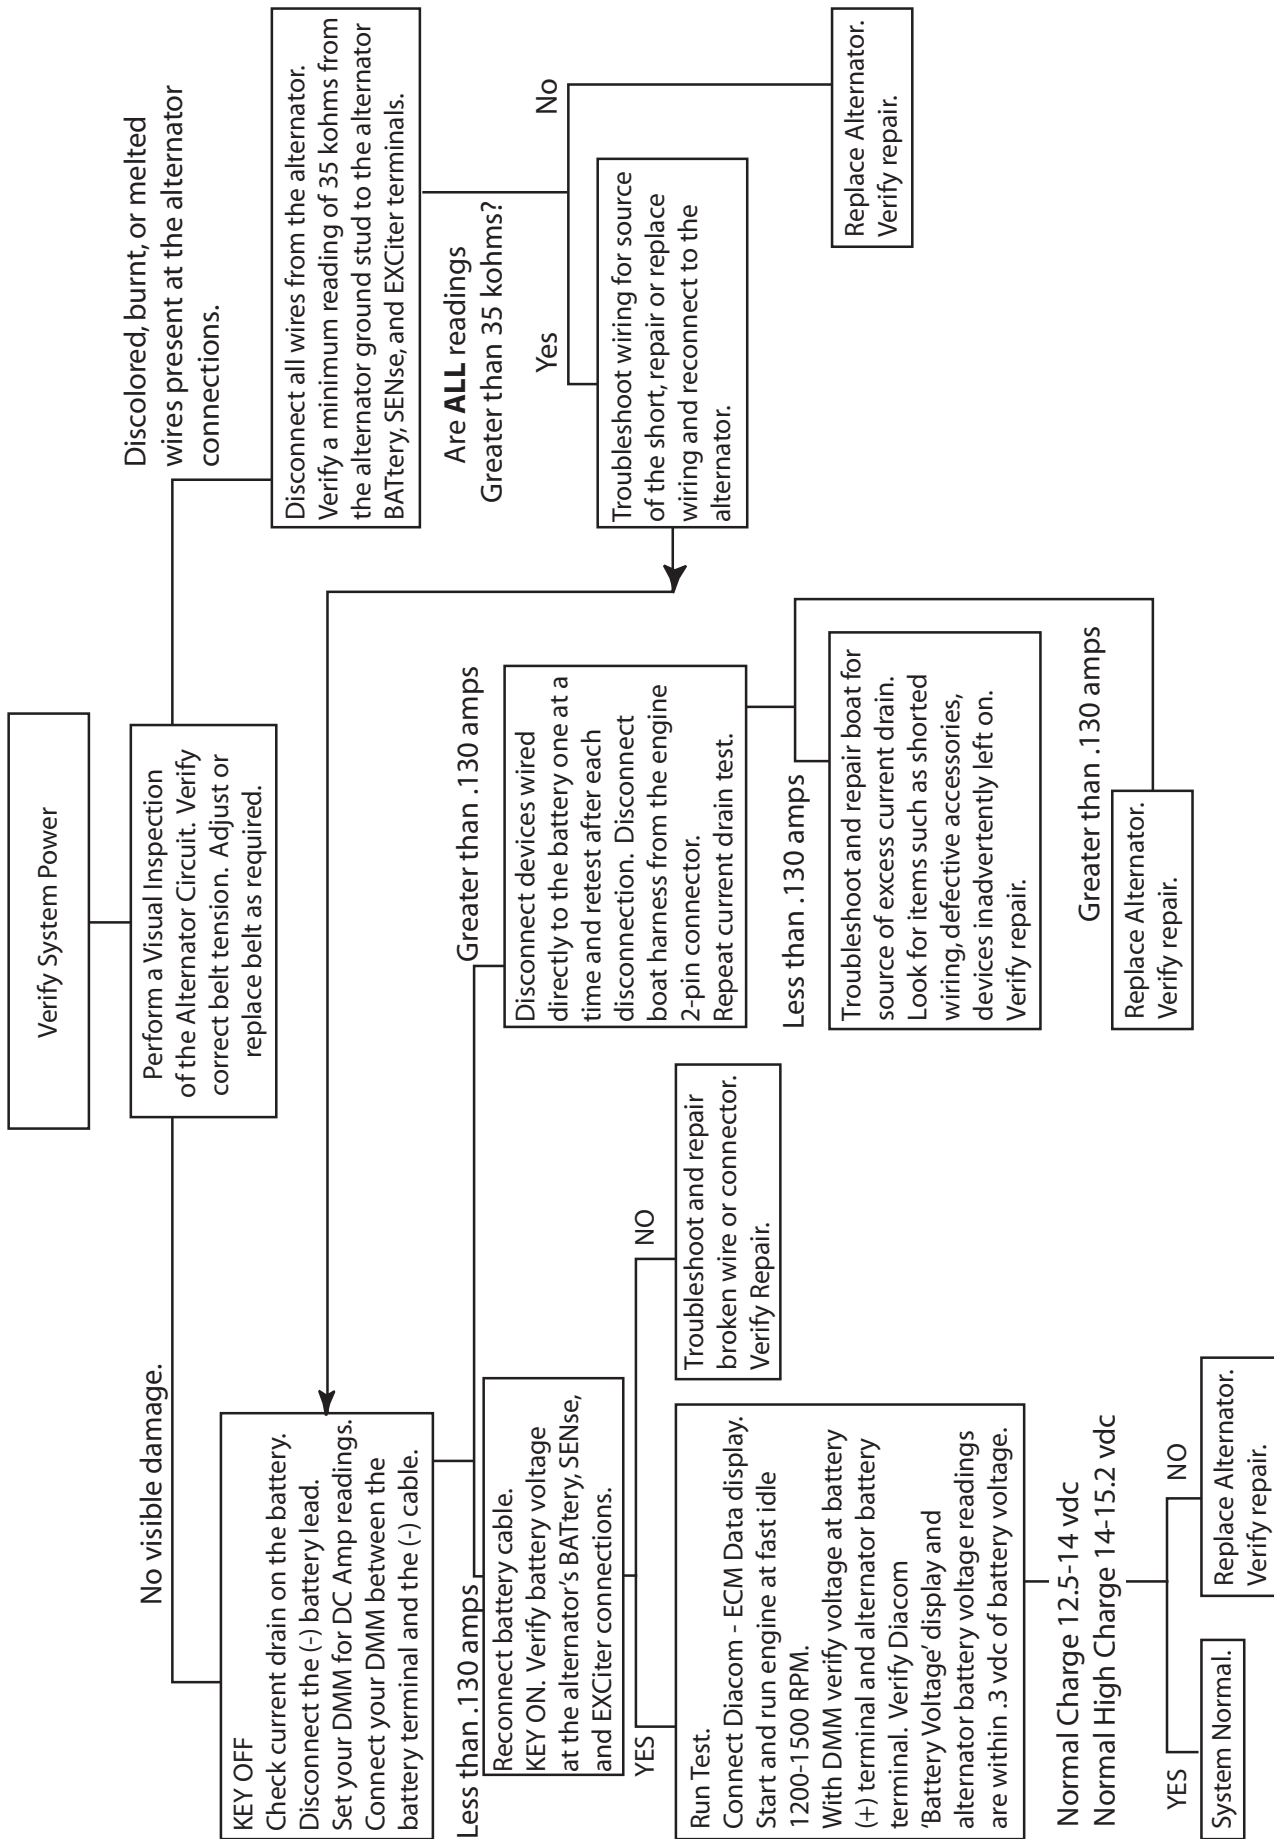 Verify System Power
Perform a Visual Inspection
of the Alternator Circuit. Verify
correct belt tension. Adjust or
replace belt as required.
No visible damage.
Discolored, burnt, or melted
wires present at the alternator
connections.
KEY OFF
Check current drain on the battery.
Disconnect the (-) battery lead.
Set your DMM for DC Amp readings.
Connect your DMM between the
battery terminal and the (-) cable.
Disconnect all wires from the alternator.
Verify a minimum reading of 35 kohms from
the alternator ground stud to the alternator
BATtery, SENse, and EXCiter terminals.
Are ALL readings
Greater than 35 kohms?
Yes
No
Troubleshoot wiring for source
of the short, repair or replace
wiring and reconnect to the
alternator.
Replace Alternator.
Verify repair.
Less than .130 amps
Greater than .130 amps
Reconnect battery cable.
KEY ON. Verify battery voltage
at the alternator's BATtery, SENse,
and EXCiter connections.
Disconnect devices wired
directly to the battery one at a
time and retest after each
disconnection. Disconnect
boat harness from the engine
2-pin connector.
Repeat current drain test.
Less than .130 amps
Troubleshoot and repair boat for
source of excess current drain.
Look for items such as shorted
wiring, defective accessories,
devices inadvertently left on.
Verify repair.
Greater than .130 amps
Replace Alternator.
Verify repair.
YES
NO
Troubleshoot and repair
broken wire or connector.
Verify Repair.
Run Test.
Connect Diacom - ECM Data display.
Start and run engine at fast idle
1200-1500 RPM.
With DMM verify voltage at battery
(+) terminal and alternator battery
terminal. Verify Diacom
'Battery Voltage' display and
alternator battery voltage readings
are within .3 vdc of battery voltage.
Normal Charge 12.5-14 vdc
Normal High Charge 14-15.2 vdc
YES
NO
System Normal.
Replace Alternator.
Verify repair.